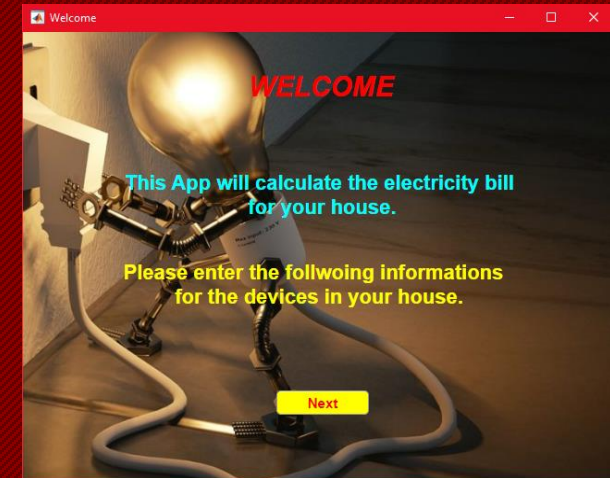 Welcome
WELCOME
This App will calculate the electricity bill
for your house.
Please enter the follwoing informations
for the devices in your house.
Next